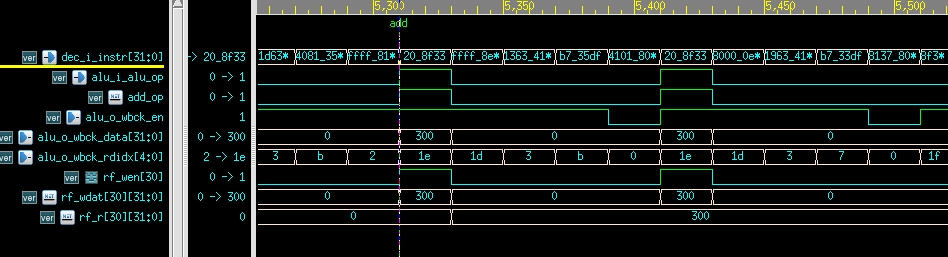 5,300 5,350 5,400 5,450 5,500
add
ver dec_i_instr[31:0] -> 20_8f33 1d63* 4081_35* ffff_81* 20_8f33 ffff_8e* 1363_41* b7_35df 4101_80* 20_8f33 8000_0e* 1963_41* b7_33df 8137_80* 8f3*
ver alu_i_alu_op 0 -> 1
ver add_op 0 -> 1
ver alu_o_wbck_en 1
ver alu_o_wbck_data[31:0] 0 -> 300 0 300 0 300 0
ver alu_o_wbck_rdidx[4:0] 2 -> 1e 3 b 2 1e 1d 3 b 0 1e 1d 3 7 0 1f
ver rf_wen[30] 0 -> 1
ver rf_wdat[30][31:0] 0 -> 300 0 300 0 300 0
ver rf_r[30][31:0] 0 0 300